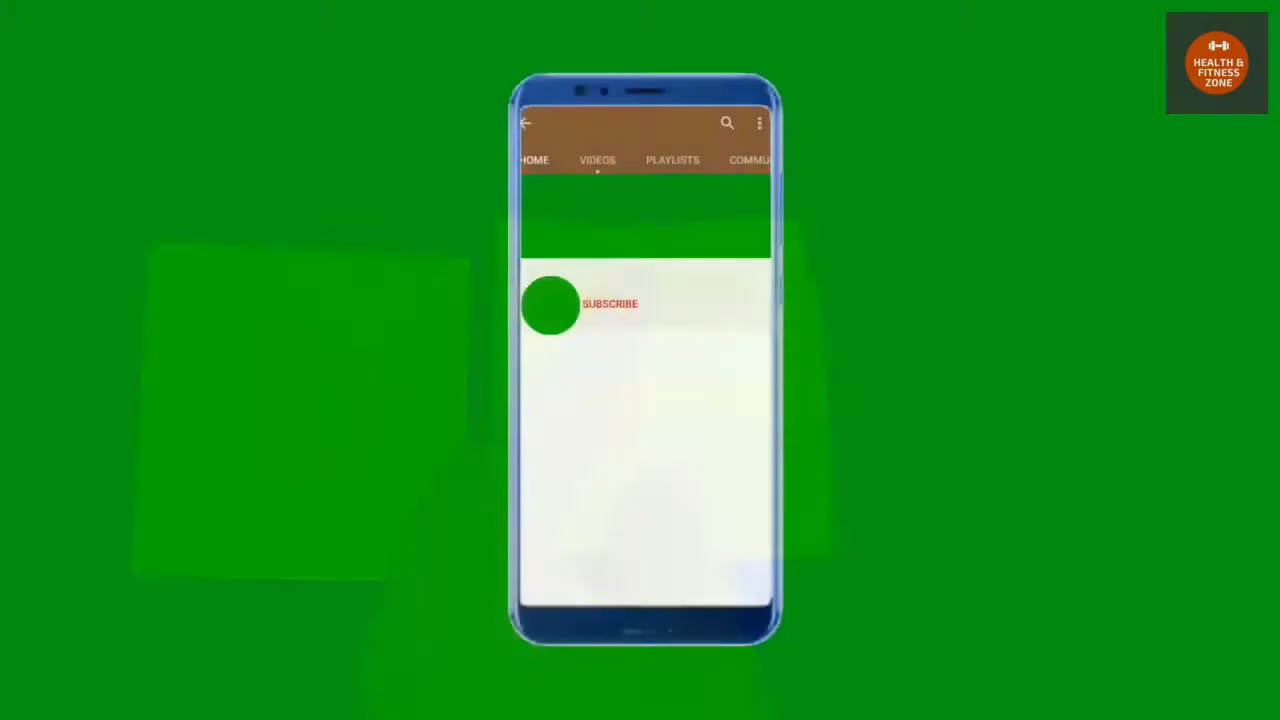 HEALTH &
FITNESS
ZONE
HOME
VIDEOS
PLAYLISTS
COMMU
SUBSCRIBE